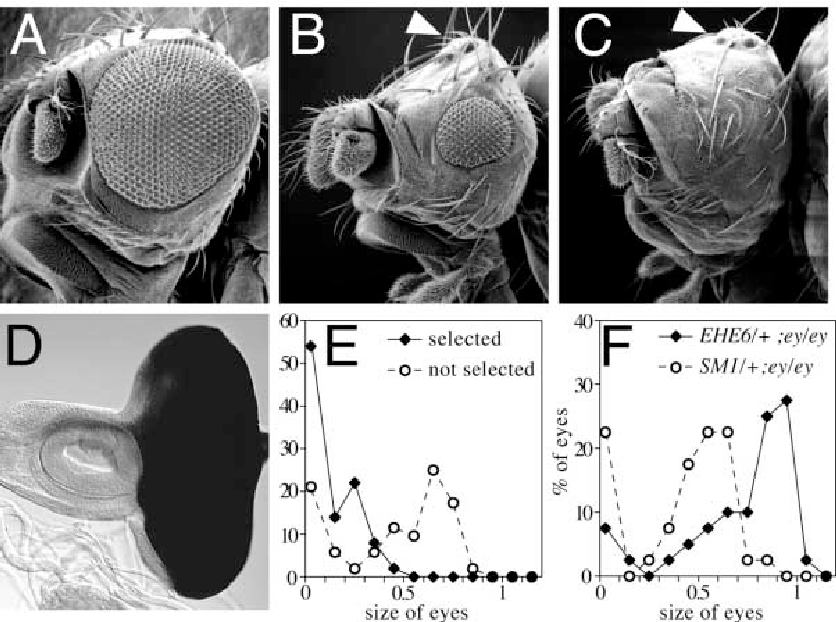 A
B
C
D
E
selected
not selected
60
50
40
30
20
10
0
0
0.5
1
size of eyes
F
EHE6/+ ;ey/ey
SM1/+ ;ey/ey
40
30
20
10
0
% of eyes
0
0.5
1
size of eyes